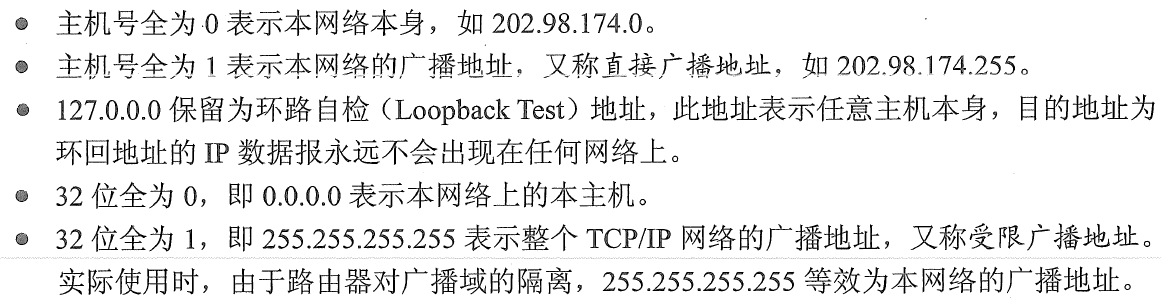 ● 主机号全为 0 表示本网络本身，如 202.98.174.0。
● 主机号全为 1 表示本网络的广播地址，又称直接广播地址，如 202.98.174.255。
● 127.0.0.0 保留为环路自检（Loopback Test）地址，此地址表示任意主机本身，目的地址为
环回地址的 IP 数据报永远不会出现在任何网络上。
● 32 位全为 0，即 0.0.0.0 表示本网络上的本主机。
● 32 位全为 1，即 255.255.255.255 表示整个 TCP/IP 网络的广播地址，又称受限广播地址。
实际使用时，由于路由器对广播域的隔离，255.255.255.255 等效为本网络的广播地址。